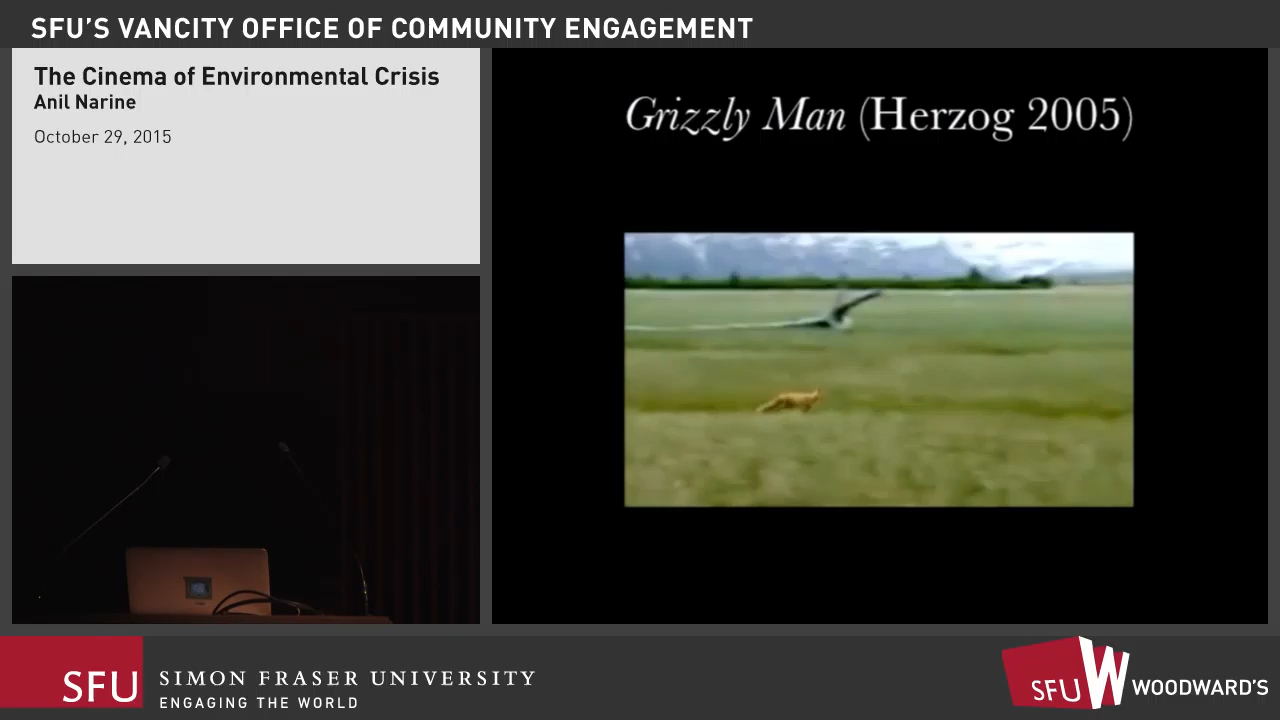 SFU'S VANCITY OFFICE OF COMMUNITY ENGAGEMENT
The Cinema of Environmental Crisis
Anil Narine
October 29, 2015
Grizzly Man (Herzog 2005)
SFU
SIMON FRASER UNIVERSITY
ENGAGING THE WORLD
SFU W WOODWARD'S